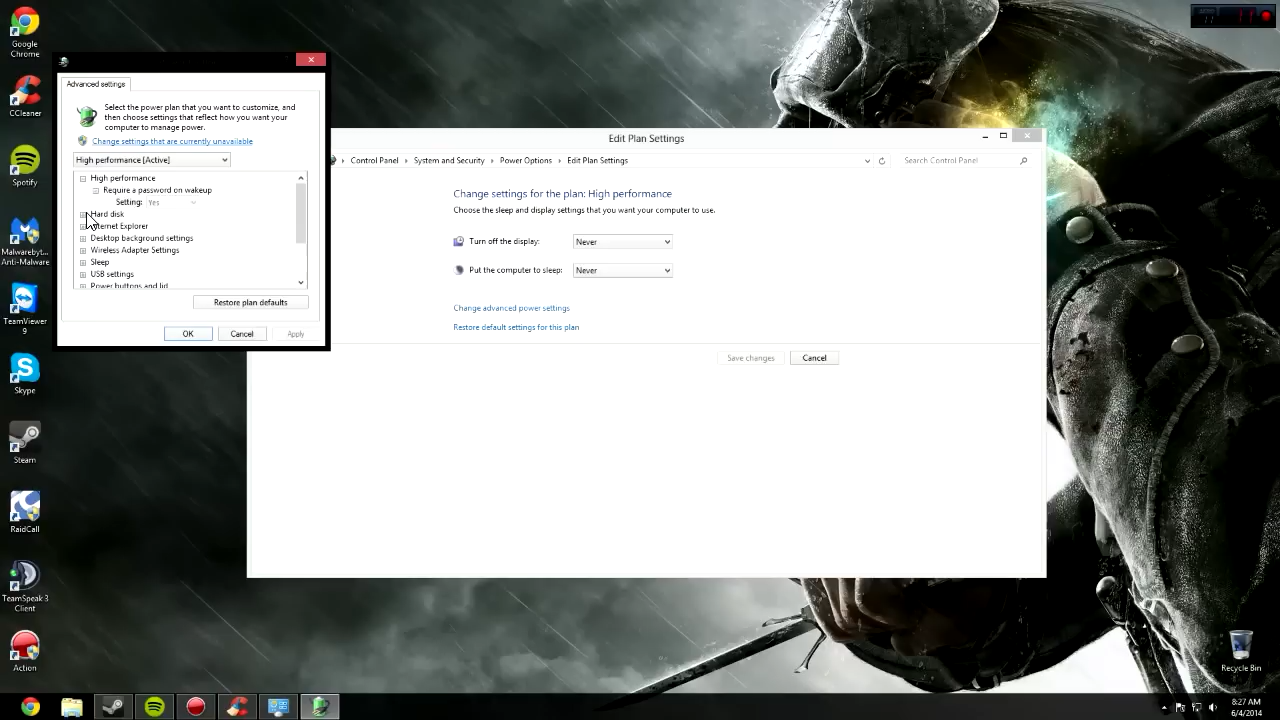 Google
Chrome
CCleaner
Spotify
Malwarebyt...
Anti-Malware
TeamViewer
9
Skype
Steam
RaidCall
TeamSpeak 3
Client
Action
Advanced settings
Select the power plan that you want to customize, and
then choose settings that reflect how you want your
computer to manage power.
Change settings that are currently unavailable
High performance [Active]
High performance
Require a password on wakeup
Setting: Yes
Hard disk
Internet Explorer
Desktop background settings
Wireless Adapter Settings
Sleep
USB settings
Power buttons and lid
Restore plan defaults
OK
Cancel
Apply
Edit Plan Settings
Control Panel
System and Security
Power Options
Edit Plan Settings
Search Control Panel
Change settings for the plan: High performance
Choose the sleep and display settings that you want your computer to use.
Turn off the display: Never
Put the computer to sleep: Never
Change advanced power settings
Restore default settings for this plan
Save changes
Cancel
Recycle Bin
8:27 AM
6/4/2014